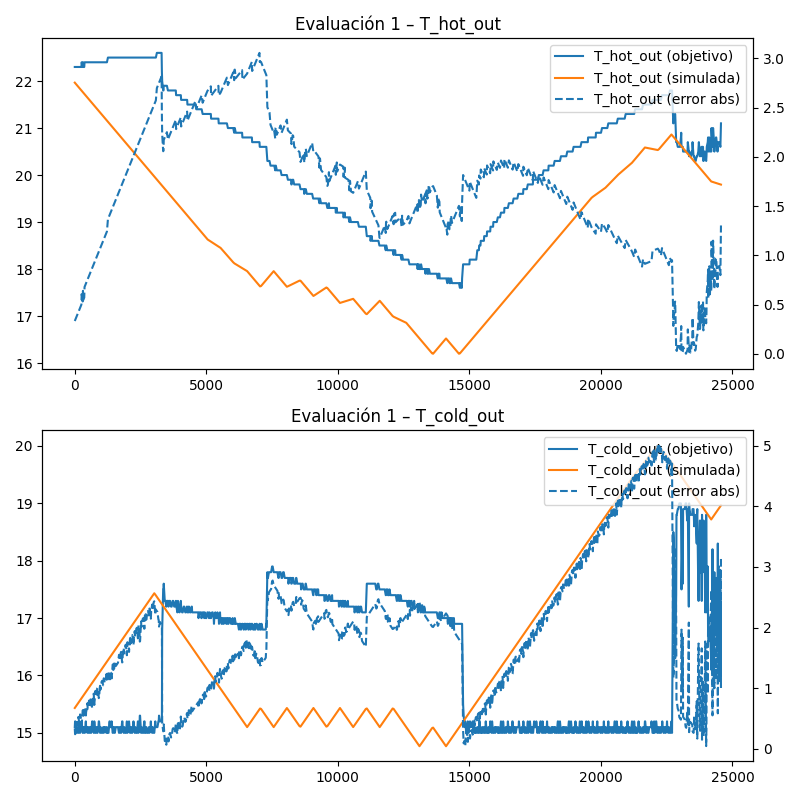 Evaluación 1 – T_hot_out
T_hot_out (objetivo)
T_hot_out (simulada)
T_hot_out (error abs)
22
21
20
19
18
17
16
3.0
2.5
2.0
1.5
1.0
0.5
0.0
0 5000 10000 15000 20000 25000
Evaluación 1 – T_cold_out
T_cold_out (objetivo)
T_cold_out (simulada)
T_cold_out (error abs)
20
19
18
17
16
15
5
4
3
2
1
0
0 5000 10000 15000 20000 25000